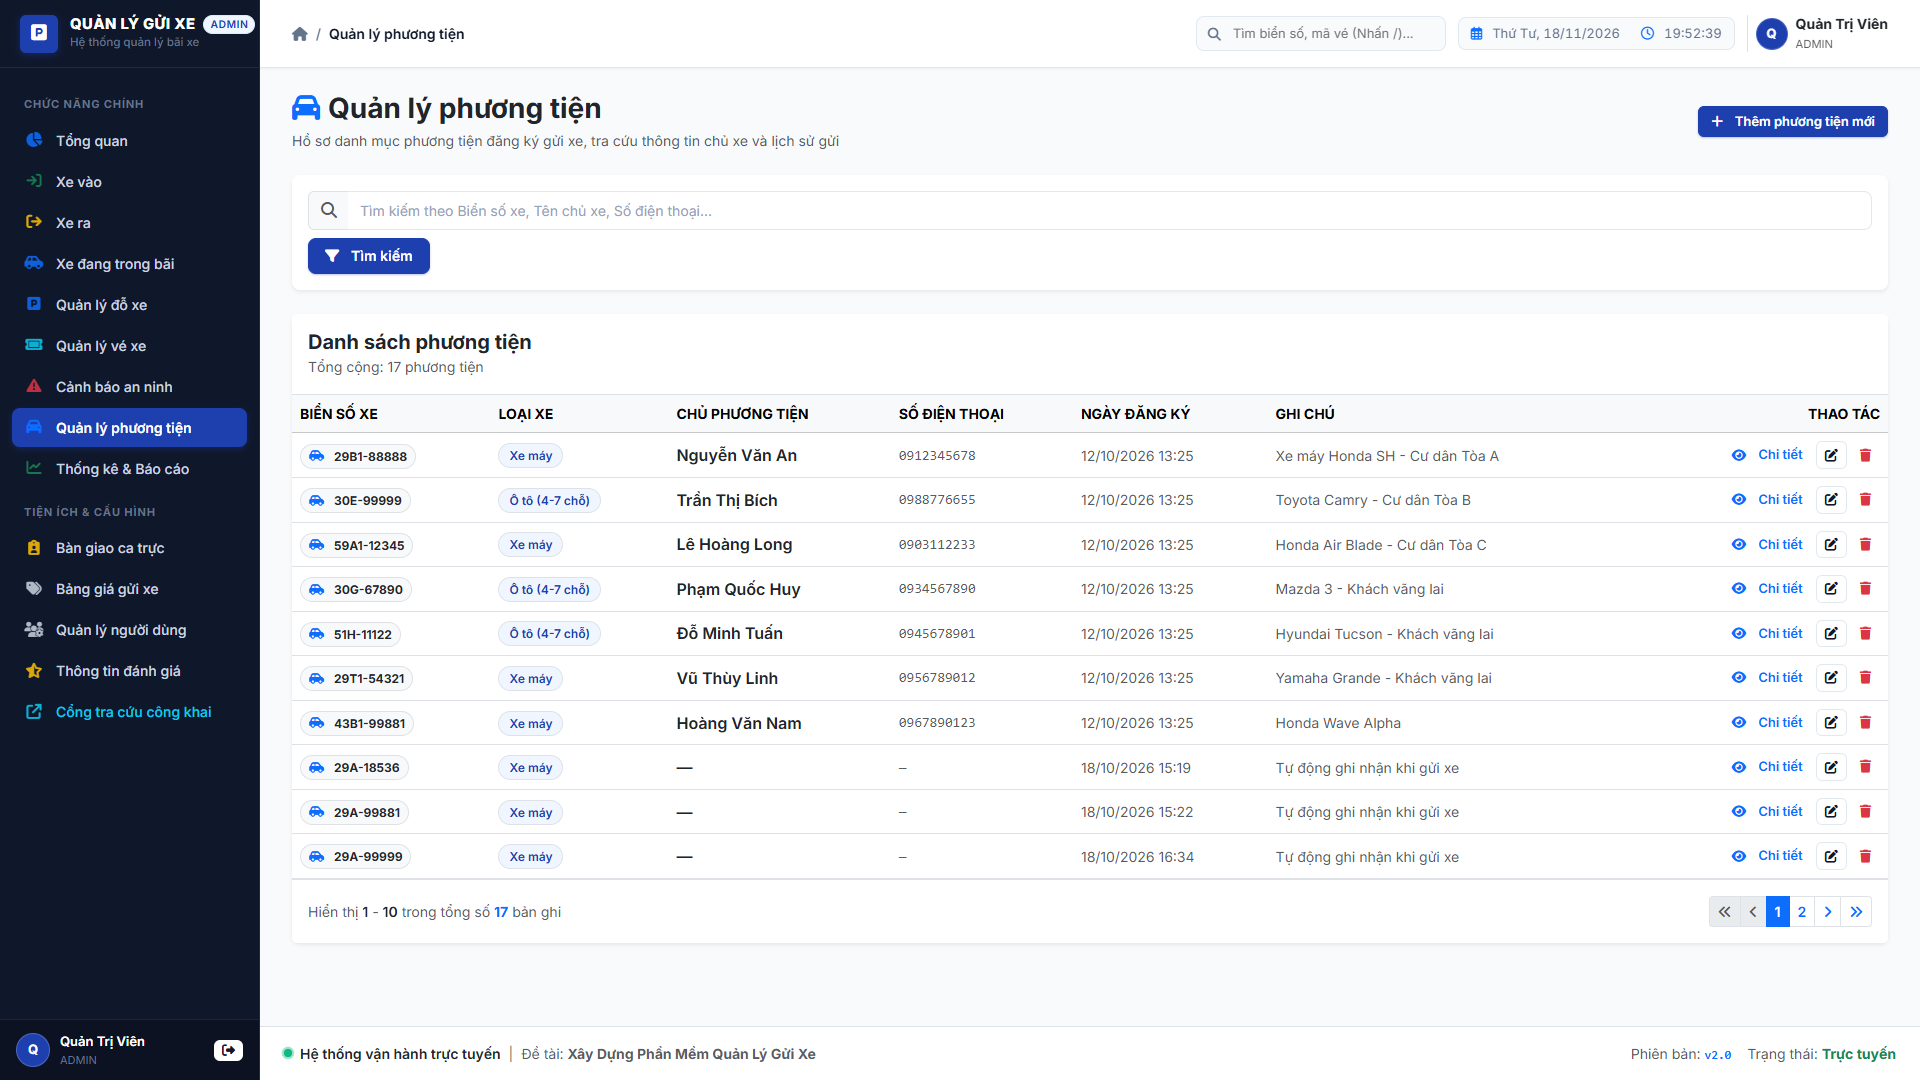 QUẢN LÝ GỬI XE ADMIN
Hệ thống quản lý bãi xe
CHỨC NĂNG CHÍNH
Tổng quan
Xe vào
Xe ra
Xe đang trong bãi
Quản lý đỗ xe
Quản lý vé xe
Cảnh báo an ninh
Quản lý phương tiện
Thống kê & Báo cáo
TIỆN ÍCH & CẤU HÌNH
Bàn giao ca trực
Bảng giá gửi xe
Quản lý người dùng
Thông tin đánh giá
Cổng tra cứu công khai
Q Quản Trị Viên
ADMIN
/ Quản lý phương tiện
Tìm biển số, mã vé (Nhấn /)...
Thứ Tư, 18/11/2026 19:52:39
Q Quản Trị Viên
ADMIN
Quản lý phương tiện
Hồ sơ danh mục phương tiện đăng ký gửi xe, tra cứu thông tin chủ xe và lịch sử gửi
+ Thêm phương tiện mới
Tìm kiếm theo Biển số xe, Tên chủ xe, Số điện thoại...
Tìm kiếm
Danh sách phương tiện
Tổng cộng: 17 phương tiện
BIỂN SỐ XE LOẠI XE CHỦ PHƯƠNG TIỆN SỐ ĐIỆN THOẠI NGÀY ĐĂNG KÝ GHI CHÚ THAO TÁC
29B1-88888 Xe máy Nguyễn Văn An 0912345678 12/10/2026 13:25 Xe máy Honda SH - Cư dân Tòa A Chi tiết
30E-99999 Ô tô (4-7 chỗ) Trần Thị Bích 0988776655 12/10/2026 13:25 Toyota Camry - Cư dân Tòa B Chi tiết
59A1-12345 Xe máy Lê Hoàng Long 0903112233 12/10/2026 13:25 Honda Air Blade - Cư dân Tòa C Chi tiết
30G-67890 Ô tô (4-7 chỗ) Phạm Quốc Huy 0934567890 12/10/2026 13:25 Mazda 3 - Khách vãng lai Chi tiết
51H-11122 Ô tô (4-7 chỗ) Đỗ Minh Tuấn 0945678901 12/10/2026 13:25 Hyundai Tucson - Khách vãng lai Chi tiết
29T1-54321 Xe máy Vũ Thùy Linh 0956789012 12/10/2026 13:25 Yamaha Grande - Khách vãng lai Chi tiết
43B1-99881 Xe máy Hoàng Văn Nam 0967890123 12/10/2026 13:25 Honda Wave Alpha Chi tiết
29A-18536 Xe máy — — 18/10/2026 15:19 Tự động ghi nhận khi gửi xe Chi tiết
29A-99881 Xe máy — — 18/10/2026 15:22 Tự động ghi nhận khi gửi xe Chi tiết
29A-99999 Xe máy — — 18/10/2026 16:34 Tự động ghi nhận khi gửi xe Chi tiết
Hiển thị 1 - 10 trong tổng số 17 bản ghi
« ‹ 1 2 › »
Hệ thống vận hành trực tuyến | Đề tài: Xây Dựng Phần Mềm Quản Lý Gửi Xe
Phiên bản: v2.0 Trạng thái: Trực tuyến